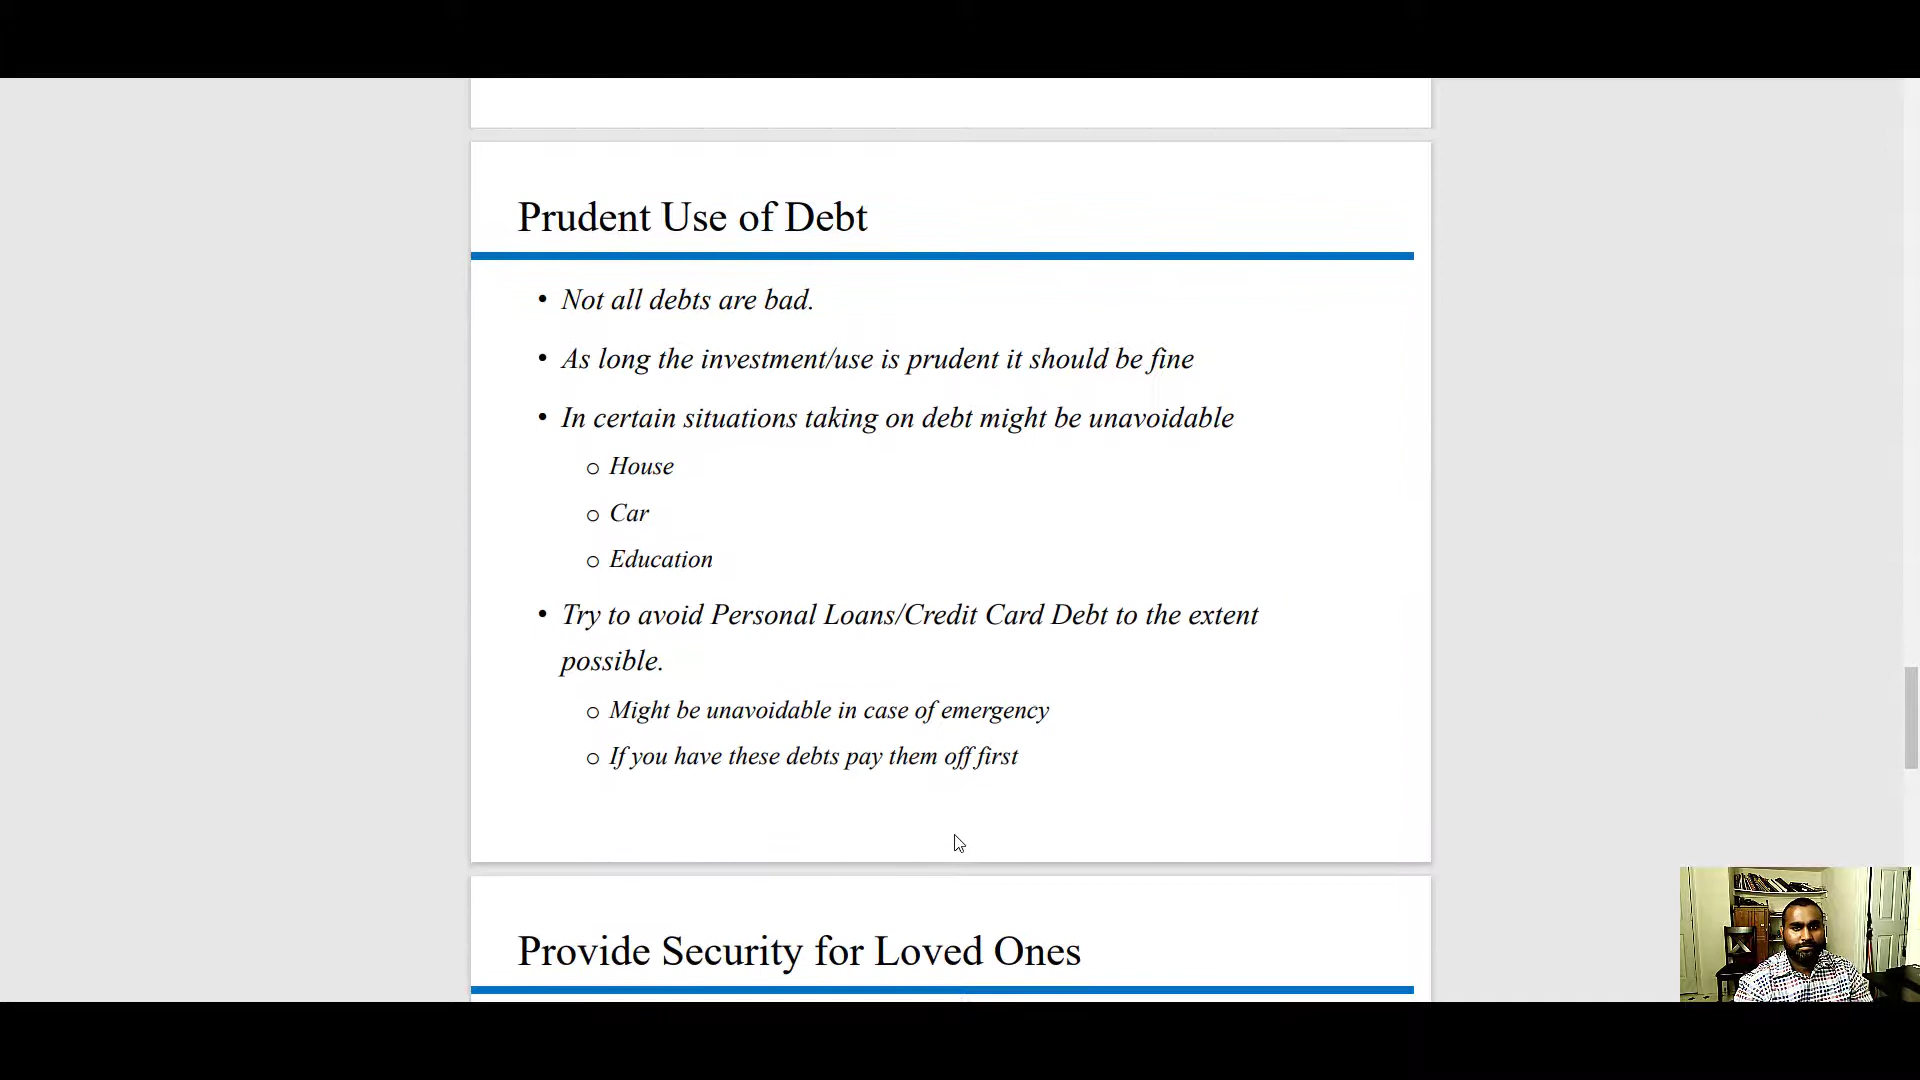 Prudent Use of Debt
• Not all debts are bad.
• As long the investment/use is prudent it should be fine
• In certain situations taking on debt might be unavoidable
o House
o Car
o Education
• Try to avoid Personal Loans/Credit Card Debt to the extent
possible.
o Might be unavoidable in case of emergency
o If you have these debts pay them off first
Provide Security for Loved Ones